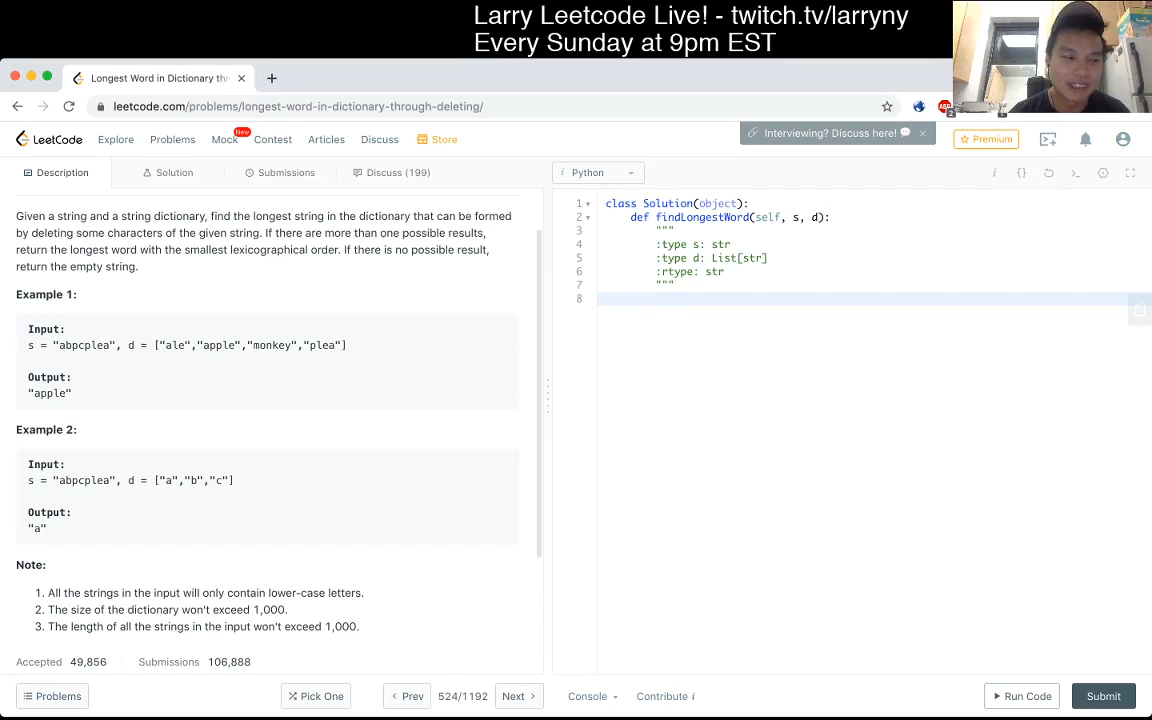 Larry Leetcode Live! - twitch.tv/larryny
Every Sunday at 9pm EST
Longest Word in Dictionary thr
leetcode.com/problems/longest-word-in-dictionary-through-deleting/
LeetCode
Explore
Problems
Mock
New
Contest
Articles
Discuss
Store
Interviewing? Discuss here!
Premium
Description
Solution
Submissions
Discuss (199)
Python
Given a string and a string dictionary, find the longest string in the dictionary that can be formed
by deleting some characters of the given string. If there are more than one possible results,
return the longest word with the smallest lexicographical order. If there is no possible result,
return the empty string.
Example 1:
Input:
s = "abpcplea", d = ["ale","apple","monkey","plea"]
Output:
"apple"
Example 2:
Input:
s = "abpcplea", d = ["a","b","c"]
Output:
"a"
Note:
1. All the strings in the input will only contain lower-case letters.
2. The size of the dictionary won't exceed 1,000.
3. The length of all the strings in the input won't exceed 1,000.
Accepted 49,856
Submissions 106,888
1 class Solution(object):
2 def findLongestWord(self, s, d):
3 """
4 :type s: str
5 :type d: List[str]
6 :rtype: str
7 """
8
Problems
Pick One
Prev
524/1192
Next
Console
Contribute i
Run Code
Submit